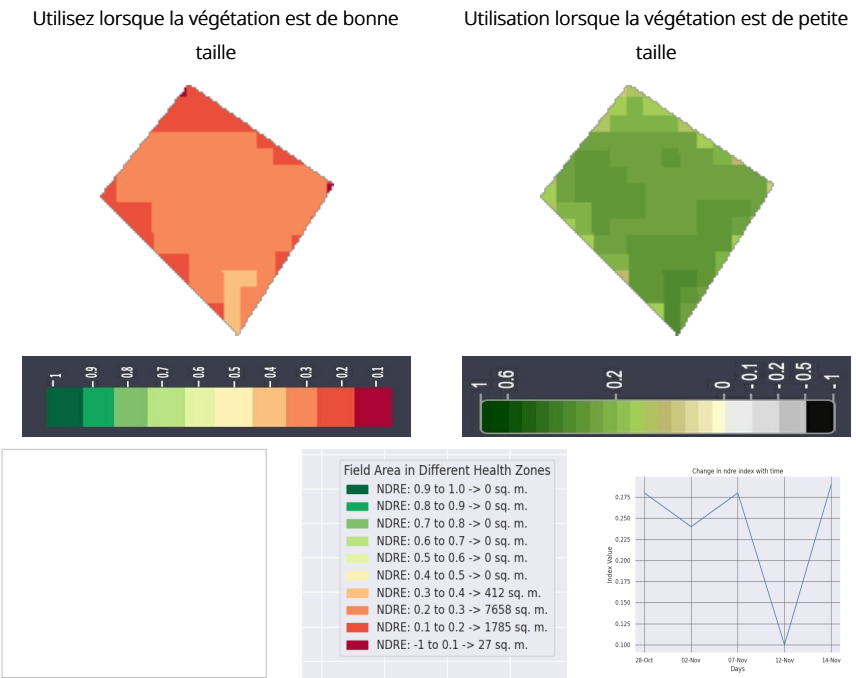 Utilisez lorsque la végétation est de bonne
taille
Utilisation lorsque la végétation est de petite
taille
1
0.9
0.8
0.7
0.6
0.5
0.4
0.3
0.2
0.1
1
0.6
0.2
0
-0.1
-0.2
-0.5
-1
Field Area in Different Health Zones
NDRE: 0.9 to 1.0 -> 0 sq. m.
NDRE: 0.8 to 0.9 -> 0 sq. m.
NDRE: 0.7 to 0.8 -> 0 sq. m.
NDRE: 0.6 to 0.7 -> 0 sq. m.
NDRE: 0.5 to 0.6 -> 0 sq. m.
NDRE: 0.4 to 0.5 -> 0 sq. m.
NDRE: 0.3 to 0.4 -> 412 sq. m.
NDRE: 0.2 to 0.3 -> 7658 sq. m.
NDRE: 0.1 to 0.2 -> 1785 sq. m.
NDRE: -1 to 0.1 -> 27 sq. m.
Change in ndre index with time
Index Value
0.275
0.250
0.225
0.200
0.175
0.150
0.125
0.100
28-Oct
02-Nov
07-Nov
12-Nov
14-Nov
Days